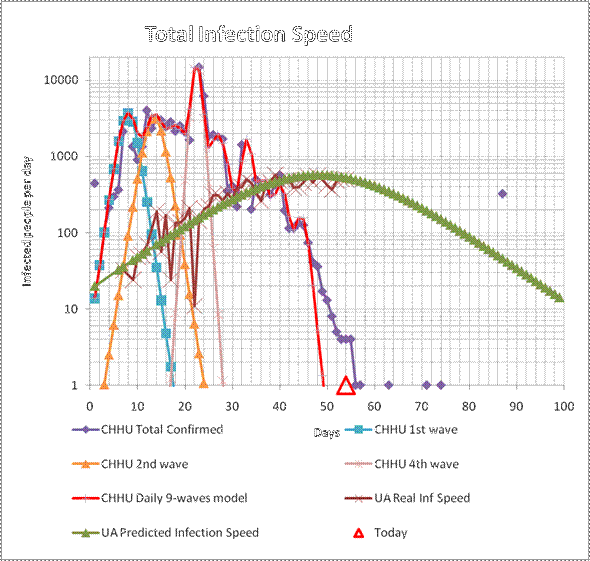 Total Infection Speed
10000
1000
100
10
1
Infected people per day
0 10 20 30 40 50 60 70 80 90 100
Days
CHHU Total Confirmed CHHU 1st wave
CHHU 2nd wave CHHU 4th wave
CHHU Daily 9-waves model UA Real Inf Speed
UA Predicted Infection Speed Today